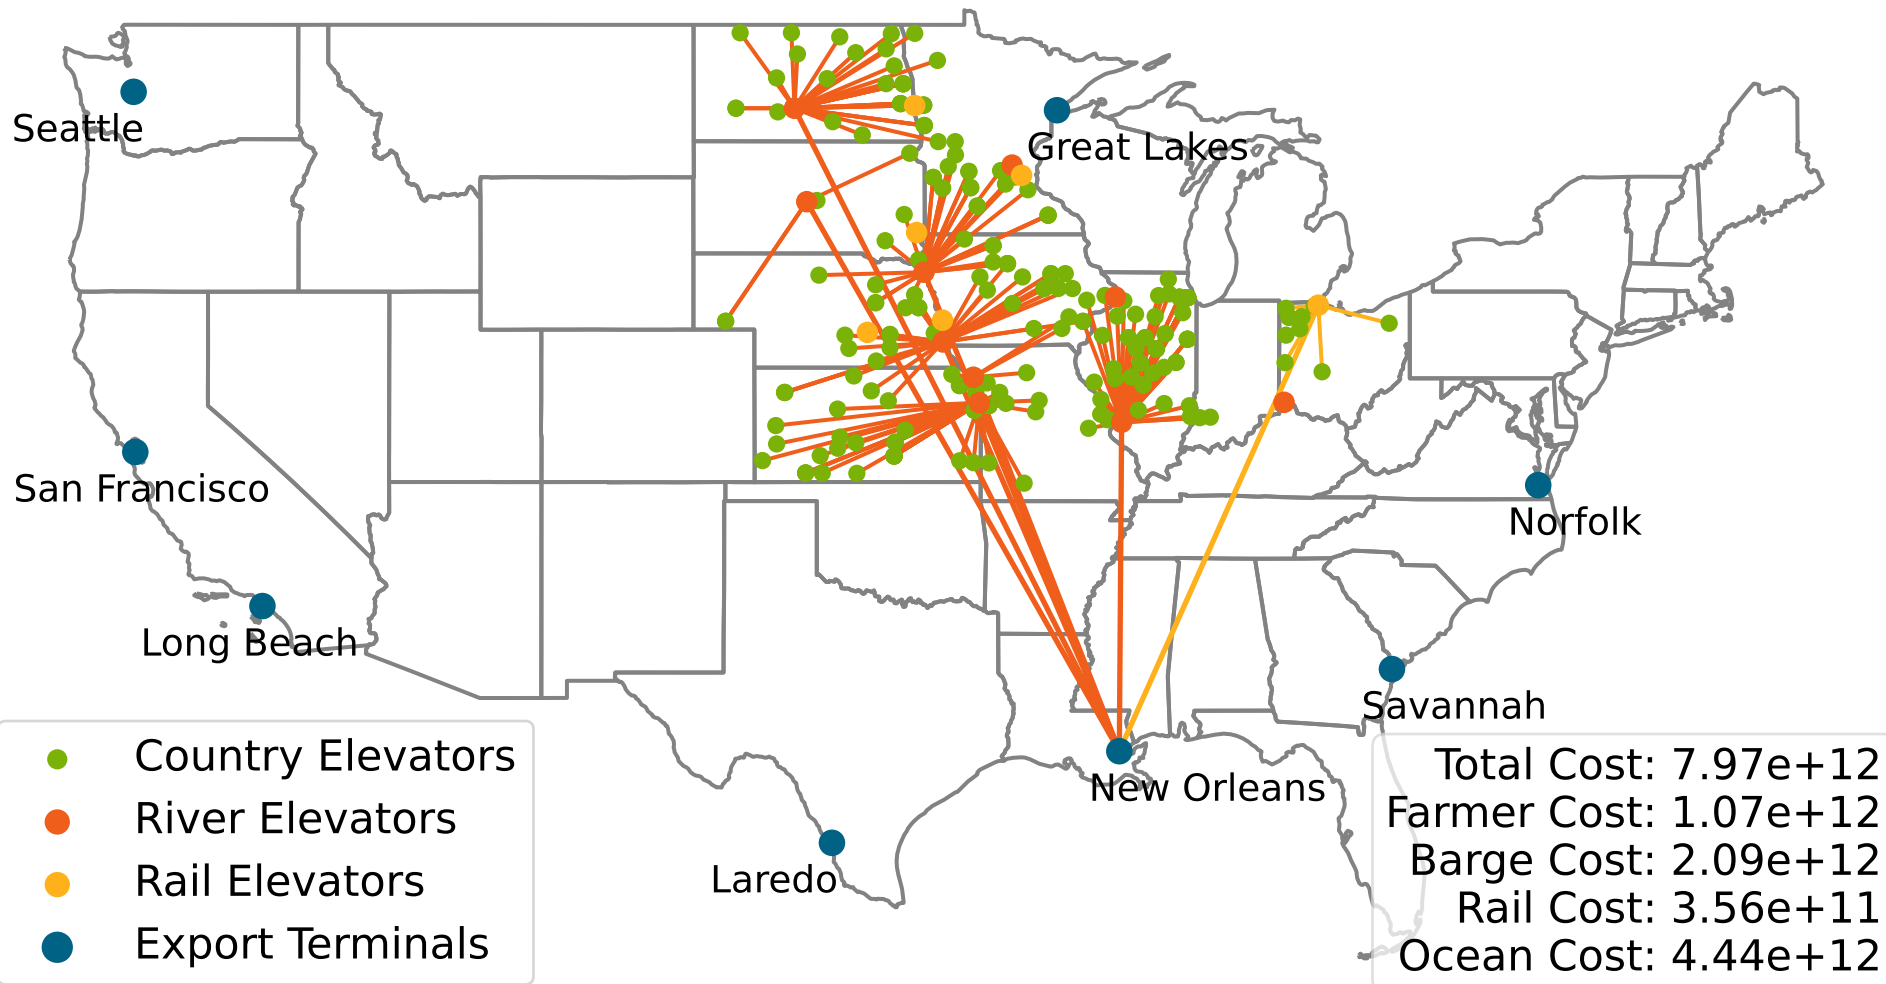 Seattle
Great Lakes
San Francisco
Norfolk
Long Beach
Savannah
New Orleans
Laredo
Country Elevators
River Elevators
Rail Elevators
Export Terminals
Total Cost: 7.97e+12
Farmer Cost: 1.07e+12
Barge Cost: 2.09e+12
Rail Cost: 3.56e+11
Ocean Cost: 4.44e+12